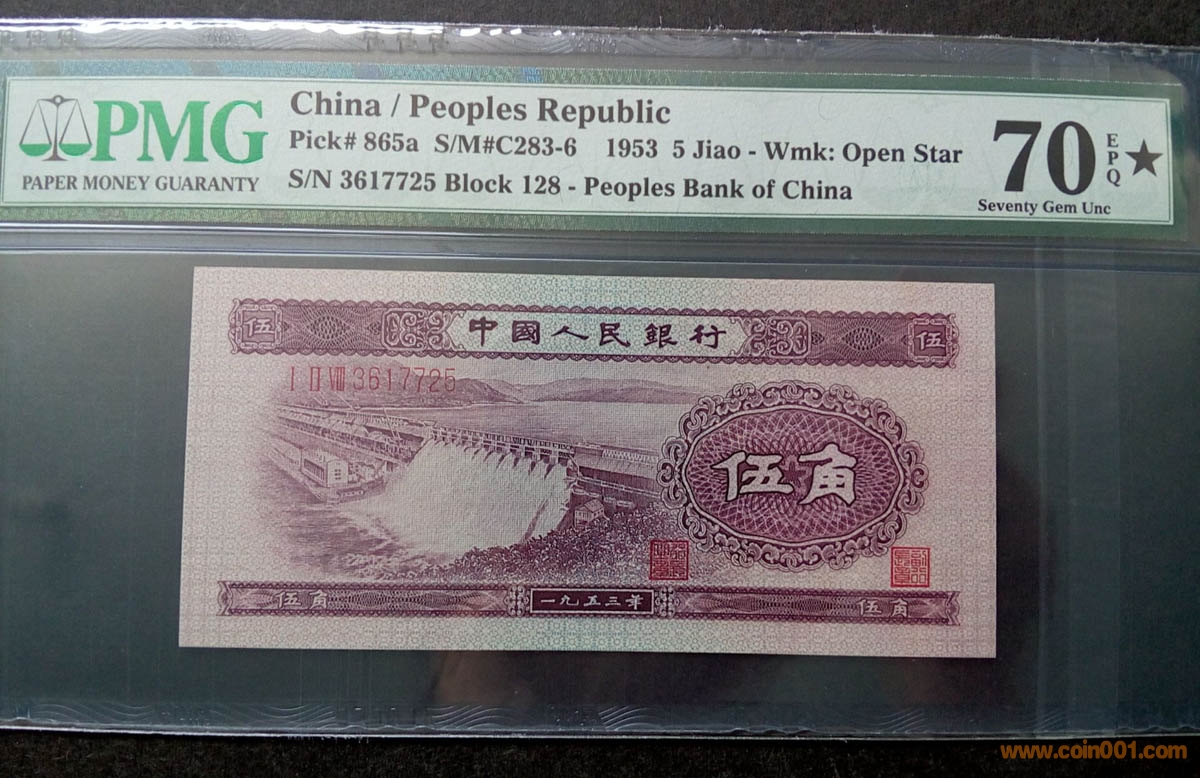 PMG
PAPER MONEY GUARANTY
China / Peoples Republic
Pick# 865a S/M#C283-6 1953 5 Jiao - Wmk: Open Star
S/N 3617725 Block 128 - Peoples Bank of China
70 EPQ ★
Seventy Gem Unc
伍 中國人民銀行 伍
I II VIII 3617725
伍角
伍角 一九五三年 伍角
www.coin001.com